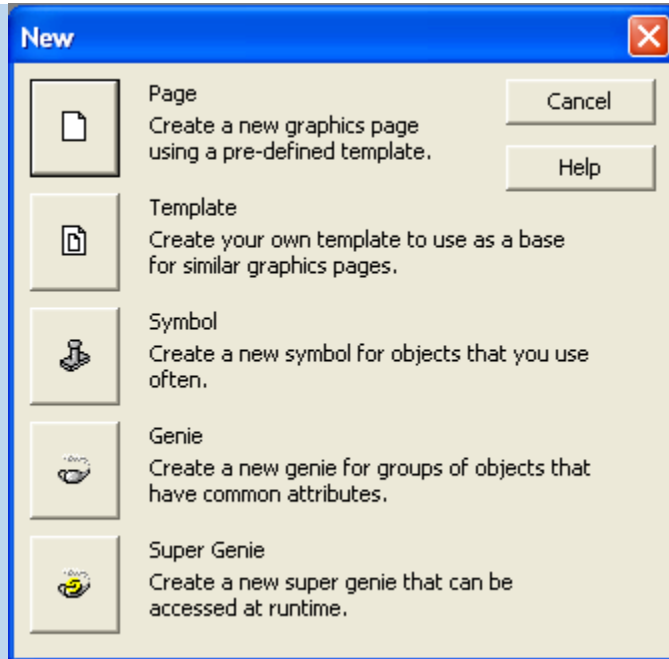 New
Page
Create a new graphics page
using a pre-defined template.
Cancel
Help
Template
Create your own template to use as a base
for similar graphics pages.
Symbol
Create a new symbol for objects that you use
often.
Genie
Create a new genie for groups of objects that
have common attributes.
Super Genie
Create a new super genie that can be
accessed at runtime.